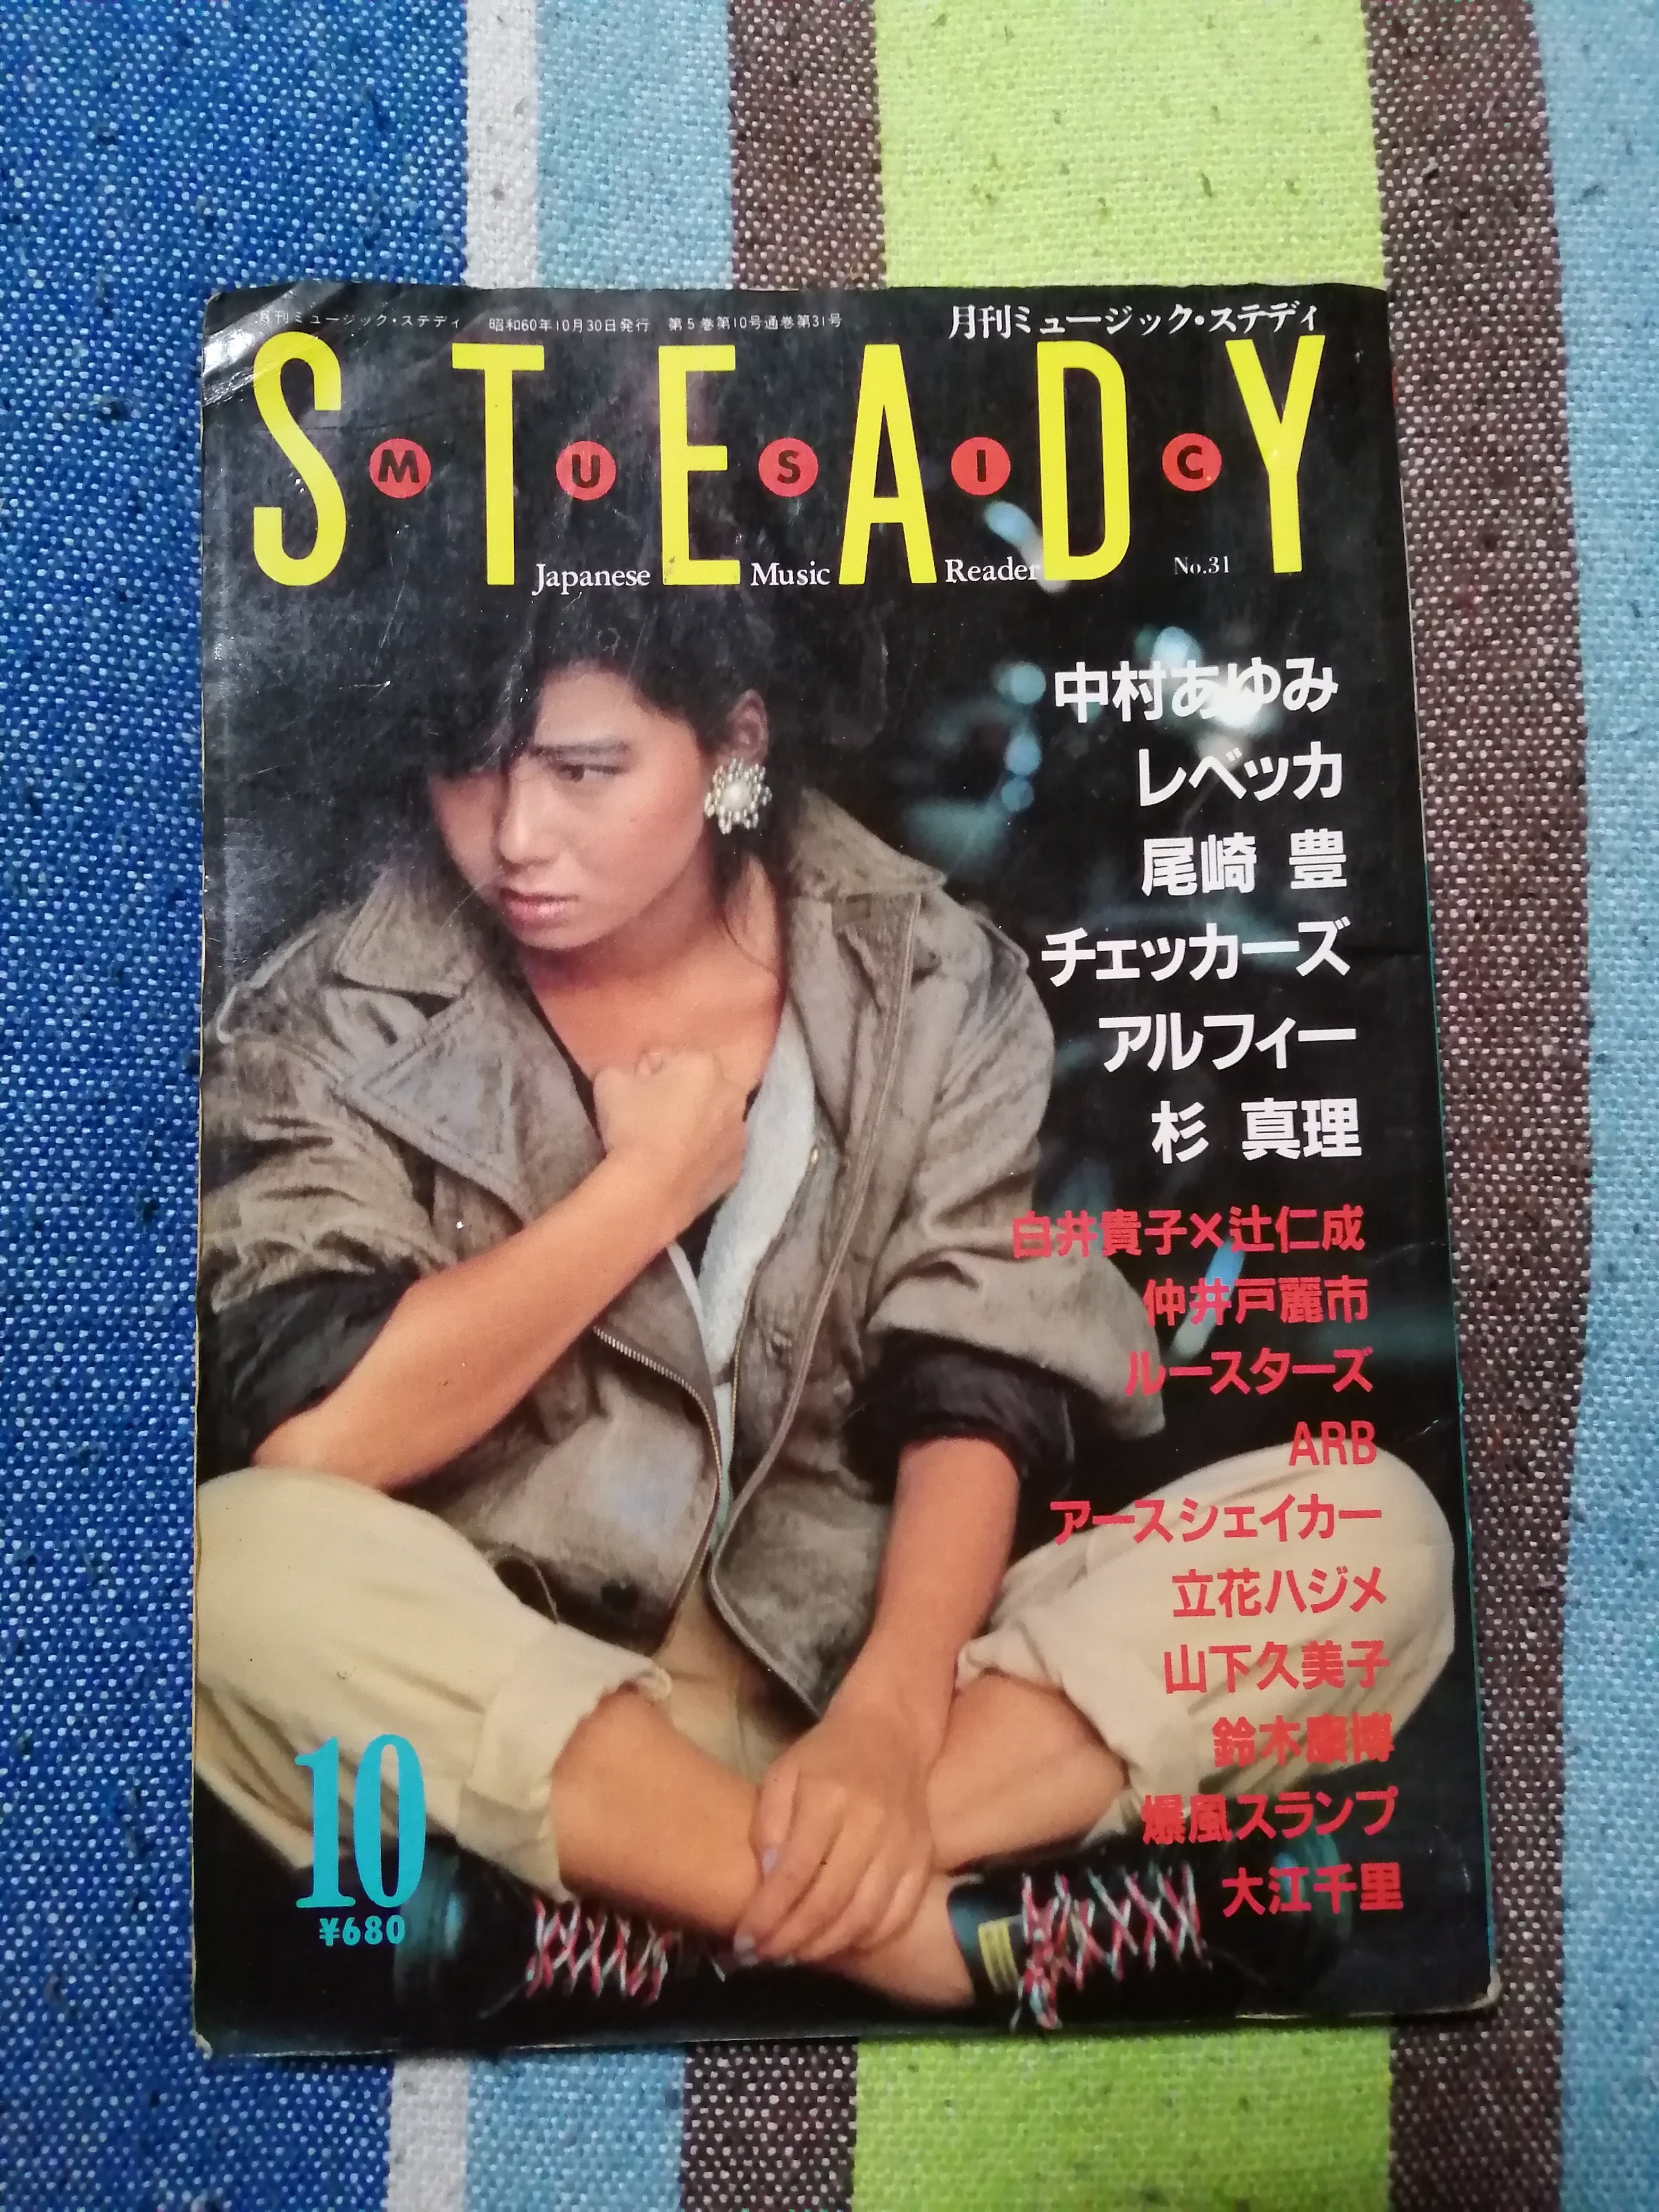 月刊ミュージック・ステディ 昭和60年10月30日発行 第5巻第10号通巻第31号
月刊ミュージック・ステディ
STEADY
MUSIC
Japanese Music Reader No.31
中村あゆみ
レベッカ
尾崎 豊
チェッカーズ
アルフィー
杉 真理
白井貴子×辻仁成
仲井戸麗市
ルースターズ
ARB
アースシェイカー
立花ハジメ
山下久美子
鈴木康博
爆風スランプ
大江千里
10
¥680